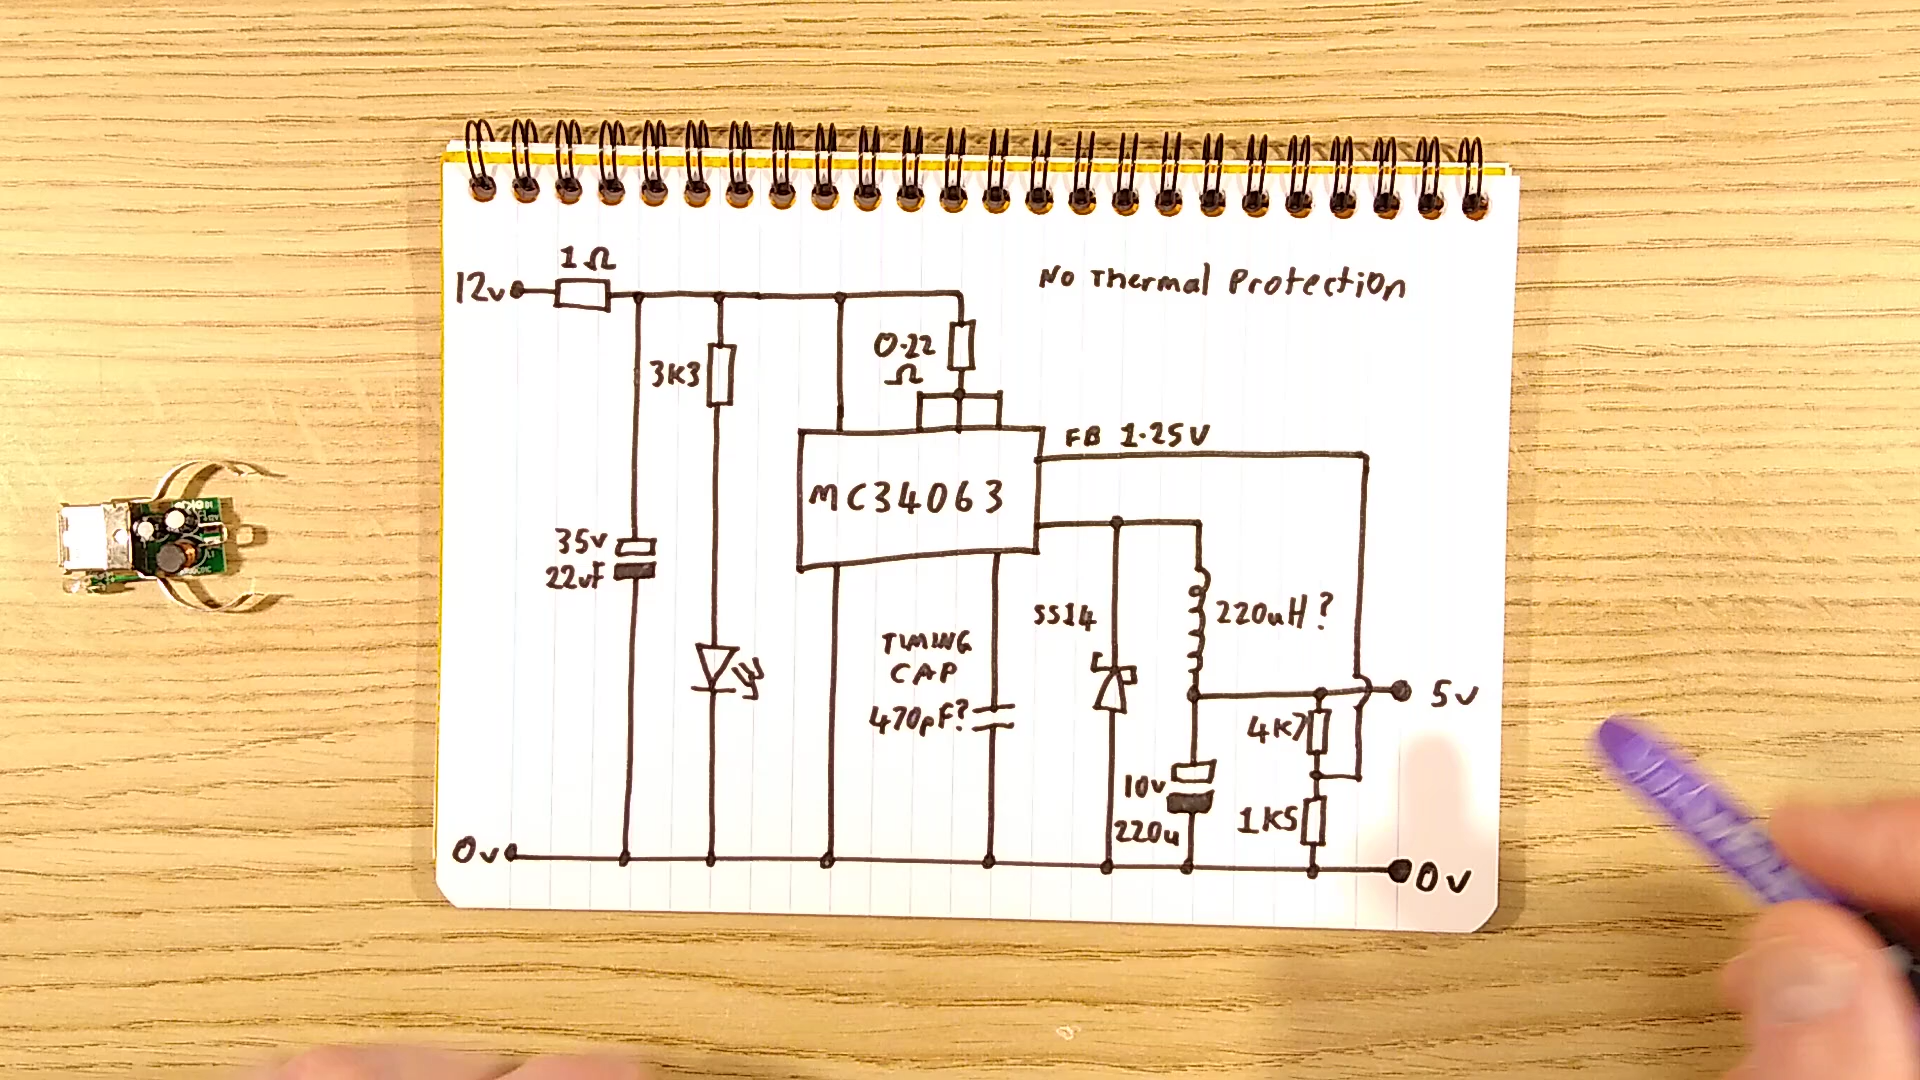 1Ω
12v
No Thermal Protection
0.22
Ω
3K3
FB 1.25V
MC34063
35v
22uF
SS14
220uH?
TIMING
CAP
470pF?
5v
4K7
10v
220u
1K5
0v
0v